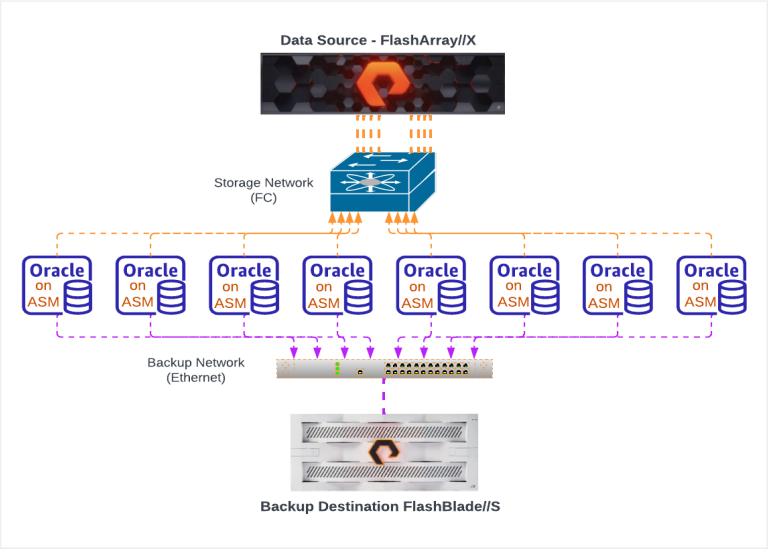 Data Source - FlashArray//X
Storage Network
(FC)
Oracle
on
ASM
Oracle
on
ASM
Oracle
on
ASM
Oracle
on
ASM
Oracle
on
ASM
Oracle
on
ASM
Oracle
on
ASM
Oracle
on
ASM
Backup Network
(Ethernet)
Backup Destination FlashBlade//S